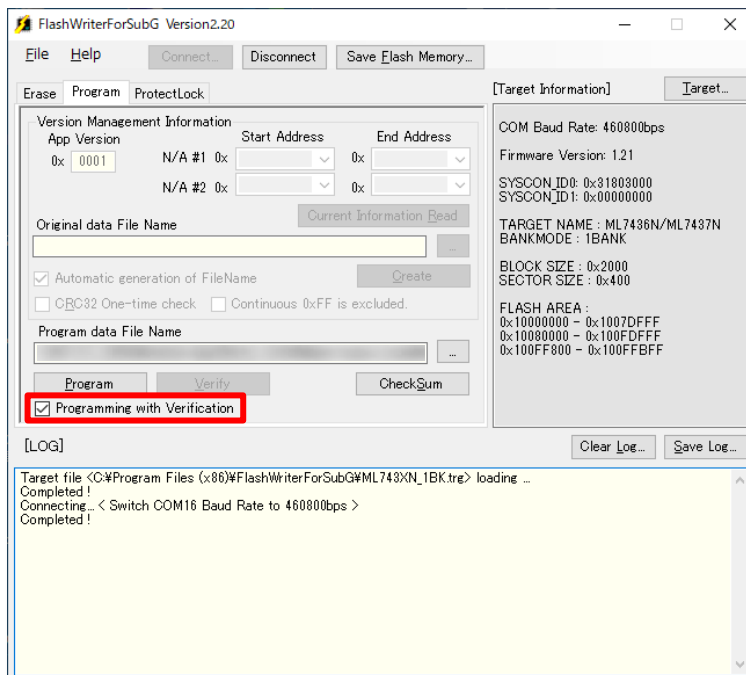 FlashWriterForSubG Version2.20
File Help Connect... Disconnect Save Flash Memory...
Erase Program ProtectLock
Version Management Information
App Version Start Address End Address
0x 0001 N/A #1 0x 0x
N/A #2 0x 0x
Current Information Read
Original data File Name
...
Automatic generation of FileName Create
CRC32 One-time check Continuous 0xFF is excluded.
Program data File Name
...
Program Verify CheckSum
Programming with Verification
[Target Information] Target...
COM Baud Rate: 460800bps
Firmware Version: 1.21
SYSCON_ID0: 0x31803000
SYSCON_ID1: 0x00000000
TARGET NAME : ML7436N/ML7437N
BANKMODE : 1BANK
BLOCK SIZE : 0x2000
SECTOR SIZE : 0x400
FLASH AREA :
0x10000000 - 0x1007DFFF
0x10080000 - 0x100FDFFF
0x100FF800 - 0x100FFBFF
[LOG] Clear Log... Save Log...
Target file <C:¥Program Files (x86)¥FlashWriterForSubG¥ML743XN_1BK.trg> loading ...
Completed !
Connecting... < Switch COM16 Baud Rate to 460800bps >
Completed !